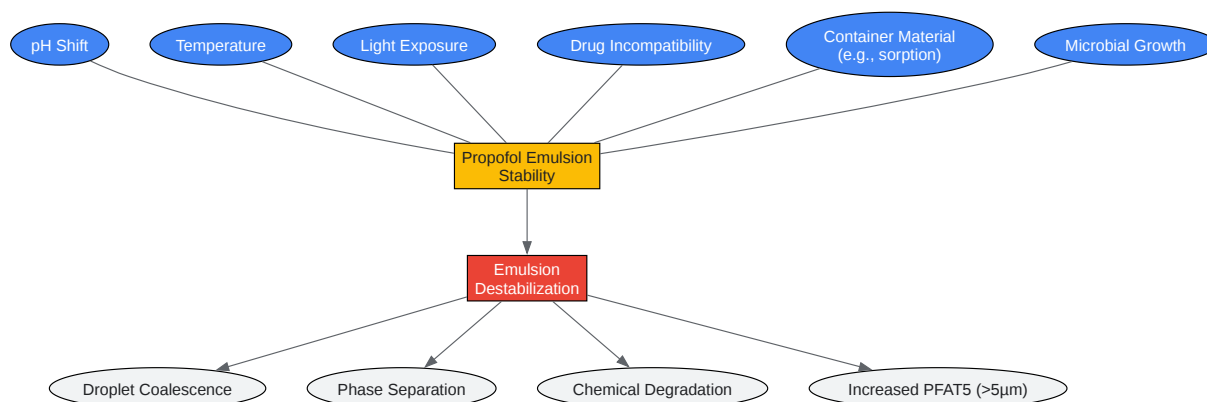 pH Shift
Temperature
Light Exposure
Drug Incompatibility
Container Material
(e.g., sorption)
Microbial Growth
Propofol Emulsion
Stability
Emulsion
Destabilization
Droplet Coalescence
Phase Separation
Chemical Degradation
Increased PFAT5 (>5µm)